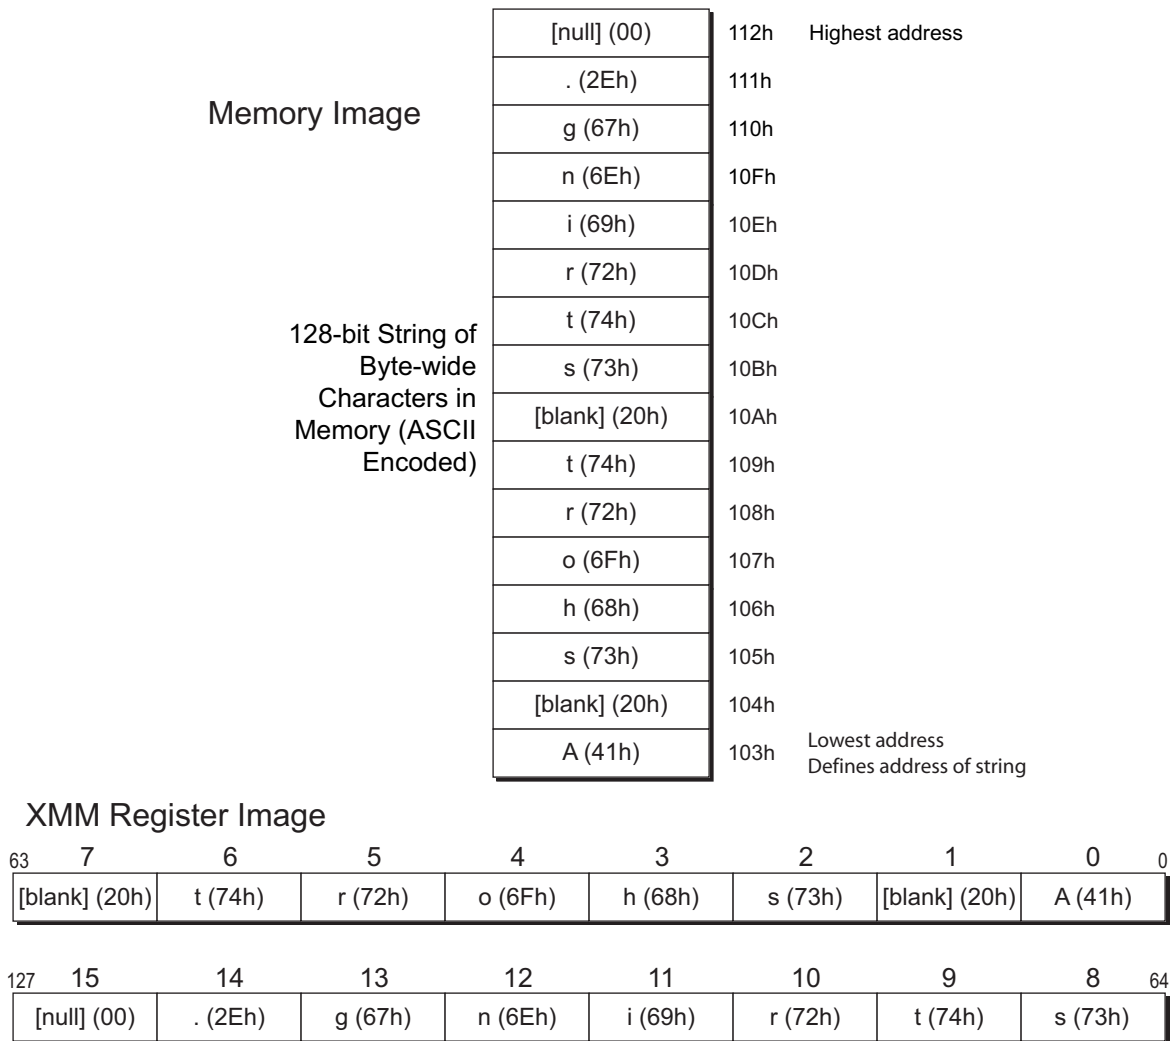 [null] (00) 112h Highest address
. (2Eh) 111h
Memory Image
g (67h) 110h
n (6Eh) 10Fh
i (69h) 10Eh
r (72h) 10Dh
t (74h) 10Ch
128-bit String of
Byte-wide
Characters in
Memory (ASCII
Encoded)
s (73h) 10Bh
[blank] (20h) 10Ah
t (74h) 109h
r (72h) 108h
o (6Fh) 107h
h (68h) 106h
s (73h) 105h
[blank] (20h) 104h
A (41h) 103h
Lowest address
Defines address of string
XMM Register Image
63 7 6 5 4 3 2 1 0 0
[blank] (20h) t (74h) r (72h) o (6Fh) h (68h) s (73h) [blank] (20h) A (41h)
127 15 14 13 12 11 10 9 8 64
[null] (00) . (2Eh) g (67h) n (6Eh) i (69h) r (72h) t (74h) s (73h)